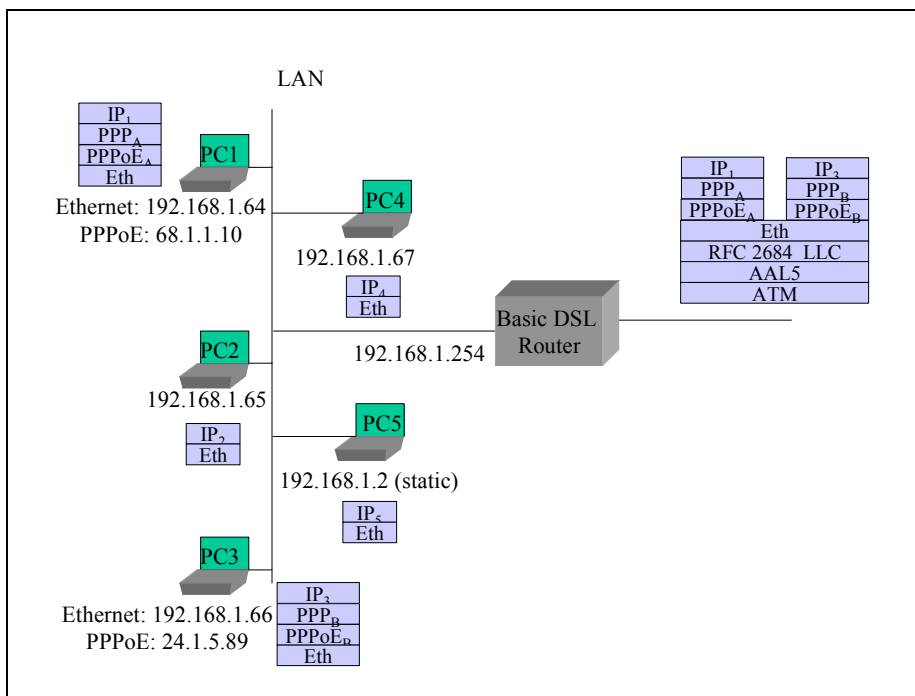 LAN
IP1
PPPA
PPPoEA
Eth
PC1
Ethernet: 192.168.1.64
PPPoE: 68.1.1.10
PC4
192.168.1.67
IP4
Eth
IP1
PPPA
PPPoEA
IP3
PPPB
PPPoEB
Eth
RFC 2684 LLC
AAL5
ATM
Basic DSL
Router
192.168.1.254
PC2
192.168.1.65
IP2
Eth
PC5
192.168.1.2 (static)
IP5
Eth
PC3
Ethernet: 192.168.1.66
PPPoE: 24.1.5.89
IP3
PPPB
PPPoEB
Eth